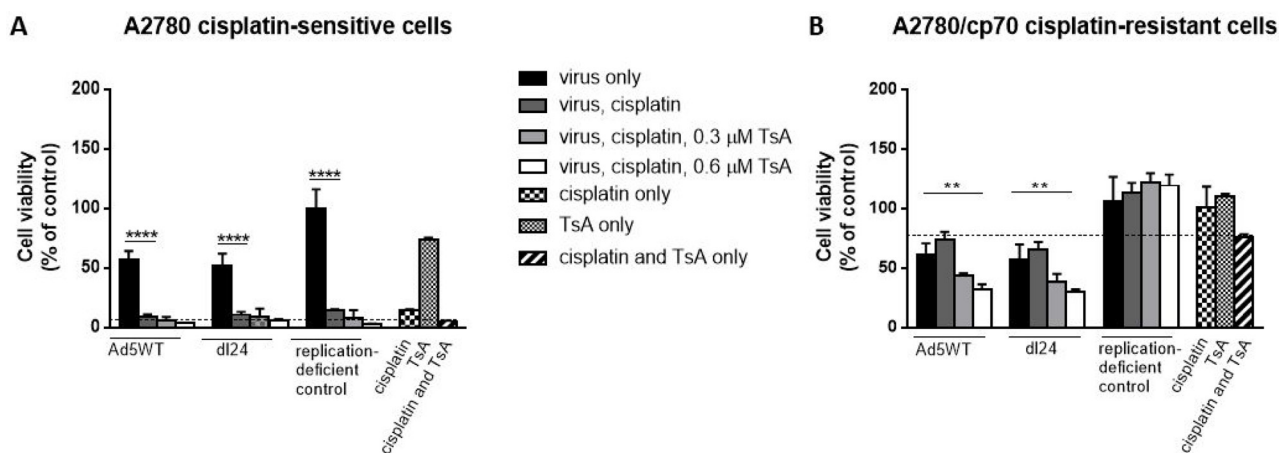 A
A2780 cisplatin-sensitive cells
Cell viability
(% of control)
200
150
100
50
0
****
****
****
Ad5WT
dl24
replication-
deficient
control
cisplatin
TsA
cisplatin and TsA
virus only
virus, cisplatin
virus, cisplatin, 0.3 μM TsA
virus, cisplatin, 0.6 μM TsA
cisplatin only
TsA only
cisplatin and TsA only
B
A2780/cp70 cisplatin-resistant cells
Cell viability
(% of control)
200
150
100
50
0
**
**
Ad5WT
dl24
replication-
deficient
control
cisplatin
TsA
cisplatin and TsA